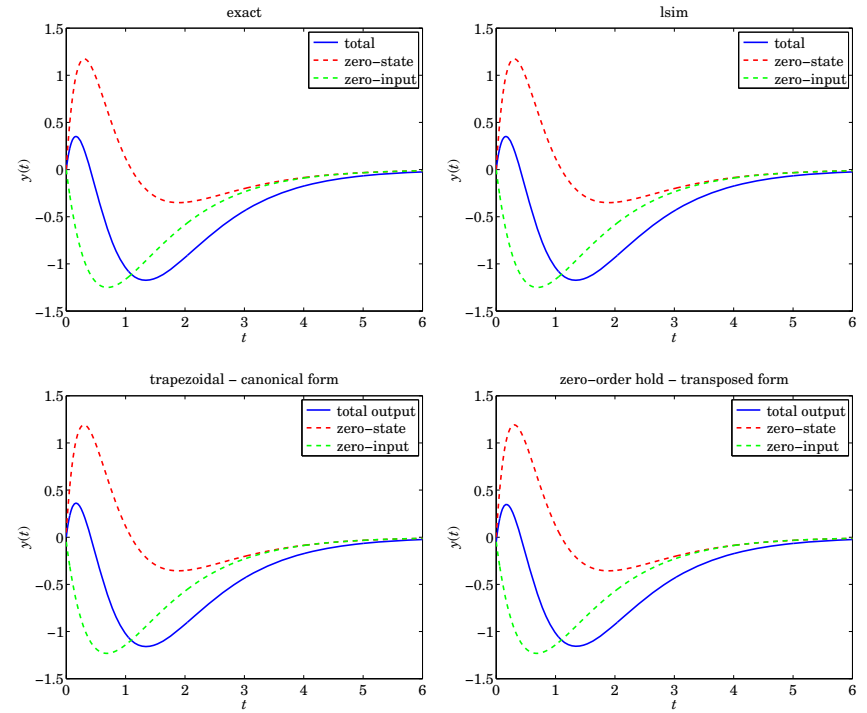 exact
1.5
1
0.5
0
−0.5
−1
−1.5
y(t)
total
zero−state
zero−input
0 1 2 3 4 5 6
t
lsim
1.5
1
0.5
0
−0.5
−1
−1.5
y(t)
total
zero−state
zero−input
0 1 2 3 4 5 6
t
trapezoidal − canonical form
1.5
1
0.5
0
−0.5
−1
−1.5
y(t)
total output
zero−state
zero−input
0 1 2 3 4 5 6
t
zero−order hold − transposed form
1.5
1
0.5
0
−0.5
−1
−1.5
y(t)
total output
zero−state
zero−input
0 1 2 3 4 5 6
t